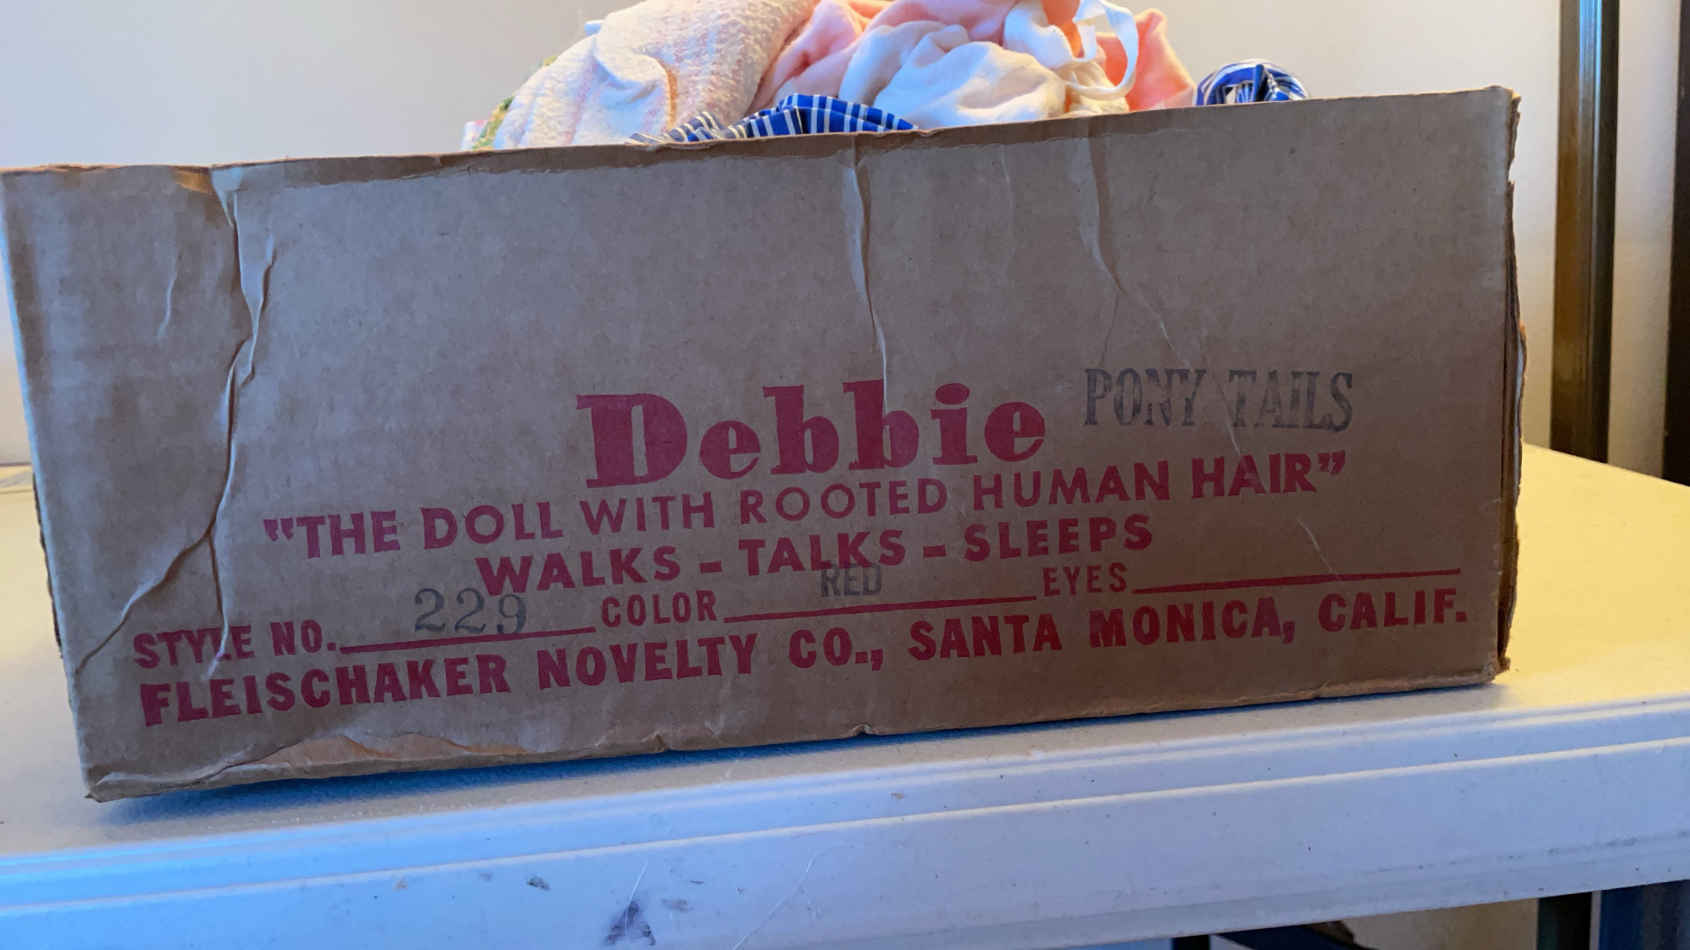 Debbie PONY TAILS
"THE DOLL WITH ROOTED HUMAN HAIR"
WALKS - TALKS - SLEEPS
STYLE NO. 229 COLOR RED EYES
FLEISCHAKER NOVELTY CO., SANTA MONICA, CALIF.